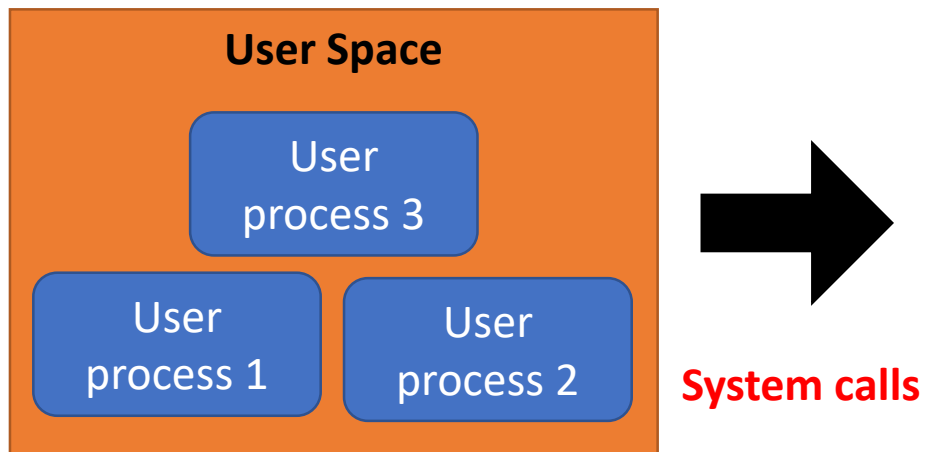 User Space
User
process 3
User
process 1
User
process 2
System calls